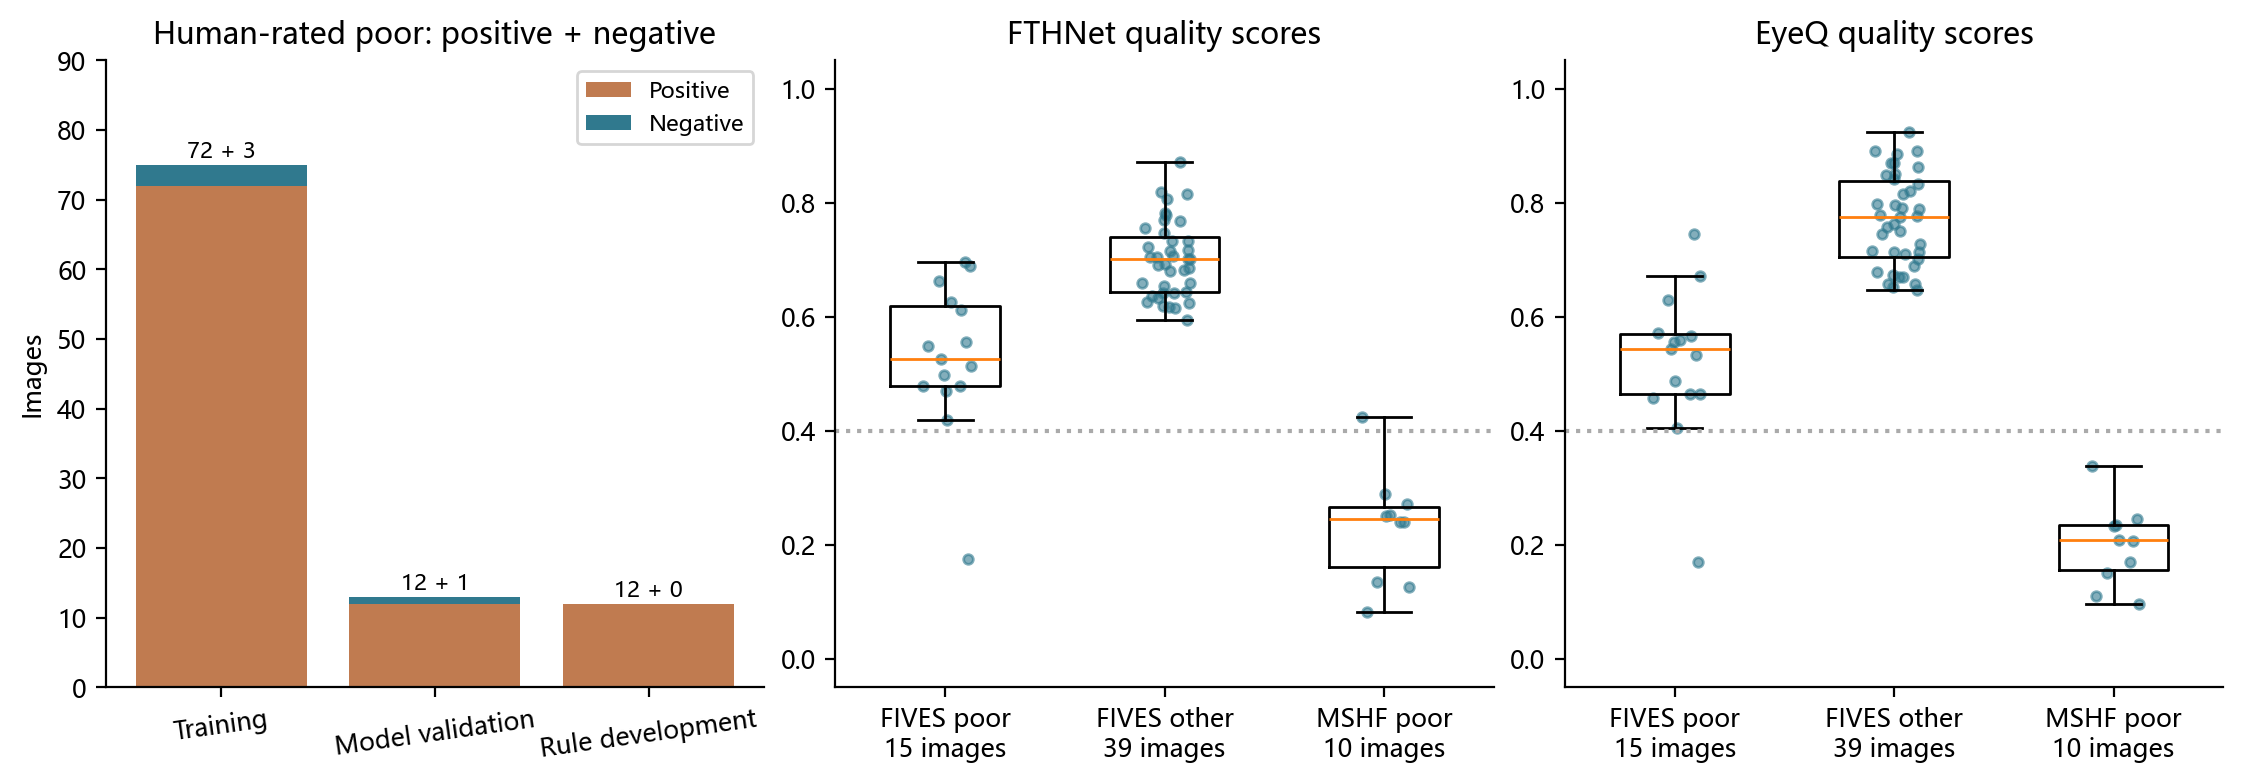 Human-rated poor: positive + negative
Images
90
80
70
60
50
40
30
20
10
0
Positive
Negative
72 + 3
12 + 1
12 + 0
Training
Model validation
Rule development
FTHNet quality scores
1.0
0.8
0.6
0.4
0.2
0.0
FIVES poor
15 images
FIVES other
39 images
MSHF poor
10 images
EyeQ quality scores
1.0
0.8
0.6
0.4
0.2
0.0
FIVES poor
15 images
FIVES other
39 images
MSHF poor
10 images